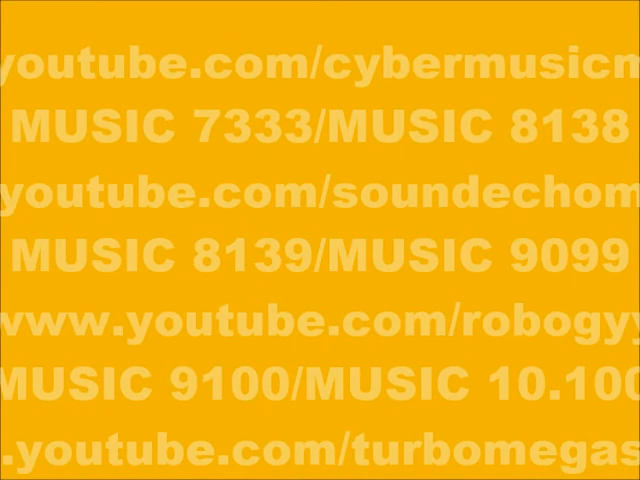 youtube.com/cybermusicm
MUSIC 7333/MUSIC 8138
youtube.com/soundechom
MUSIC 8139/MUSIC 9099
www.youtube.com/robogyy
MUSIC 9100/MUSIC 10.100
.youtube.com/turbomegas